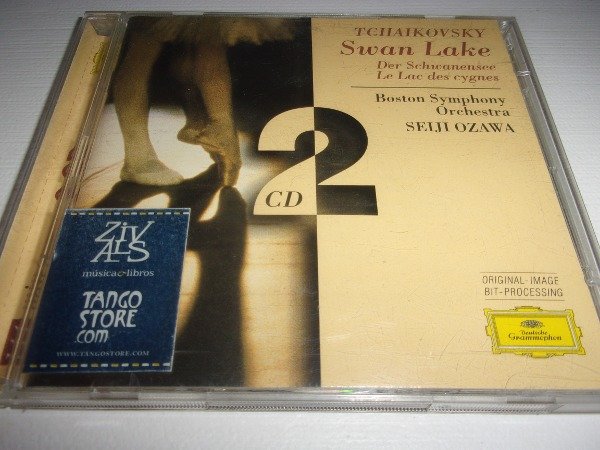 TCHAIKOVSKY
Swan Lake
Der Schwanensee
Le Lac des cygnes
Boston Symphony
Orchestra
SEIJI OZAWA
2
CD
ZIVALS
música&libros
TANGO
STORE
.com
WWW.TANGOSTORE.COM
ORIGINAL-IMAGE
BIT-PROCESSING
Deutsche
Grammophon